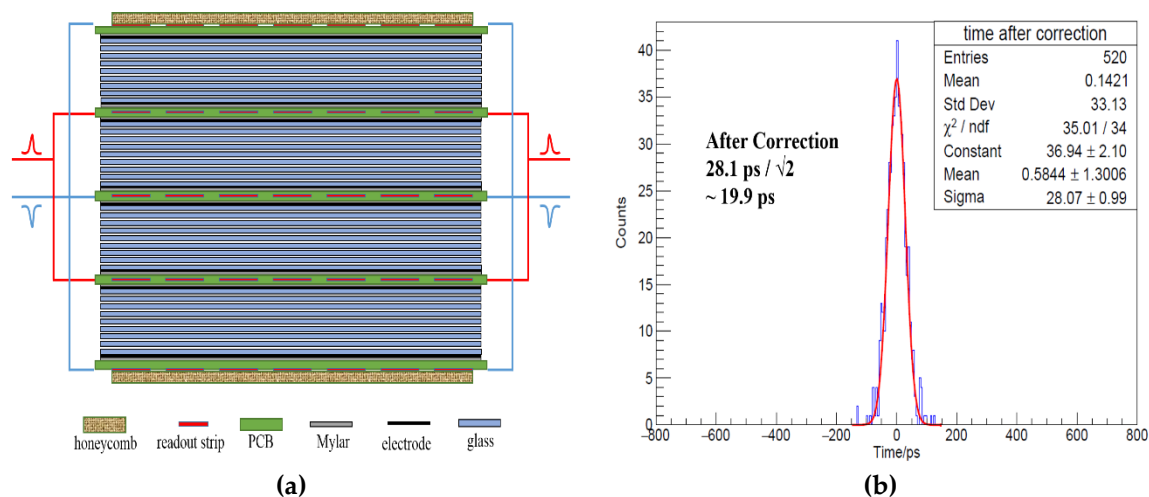 honeycomb
readout strip
PCB
Mylar
electrode
glass
(a)
time after correction
Entries 520
Mean 0.1421
Std Dev 33.13
χ² / ndf 35.01 / 34
Constant 36.94 ± 2.10
Mean 0.5844 ± 1.3006
Sigma 28.07 ± 0.99
After Correction
28.1 ps / √2
~ 19.9 ps
Counts
40
35
30
25
20
15
10
5
0
−800 −600 −400 −200 0 200 400 600 800
Time/ps
(b)